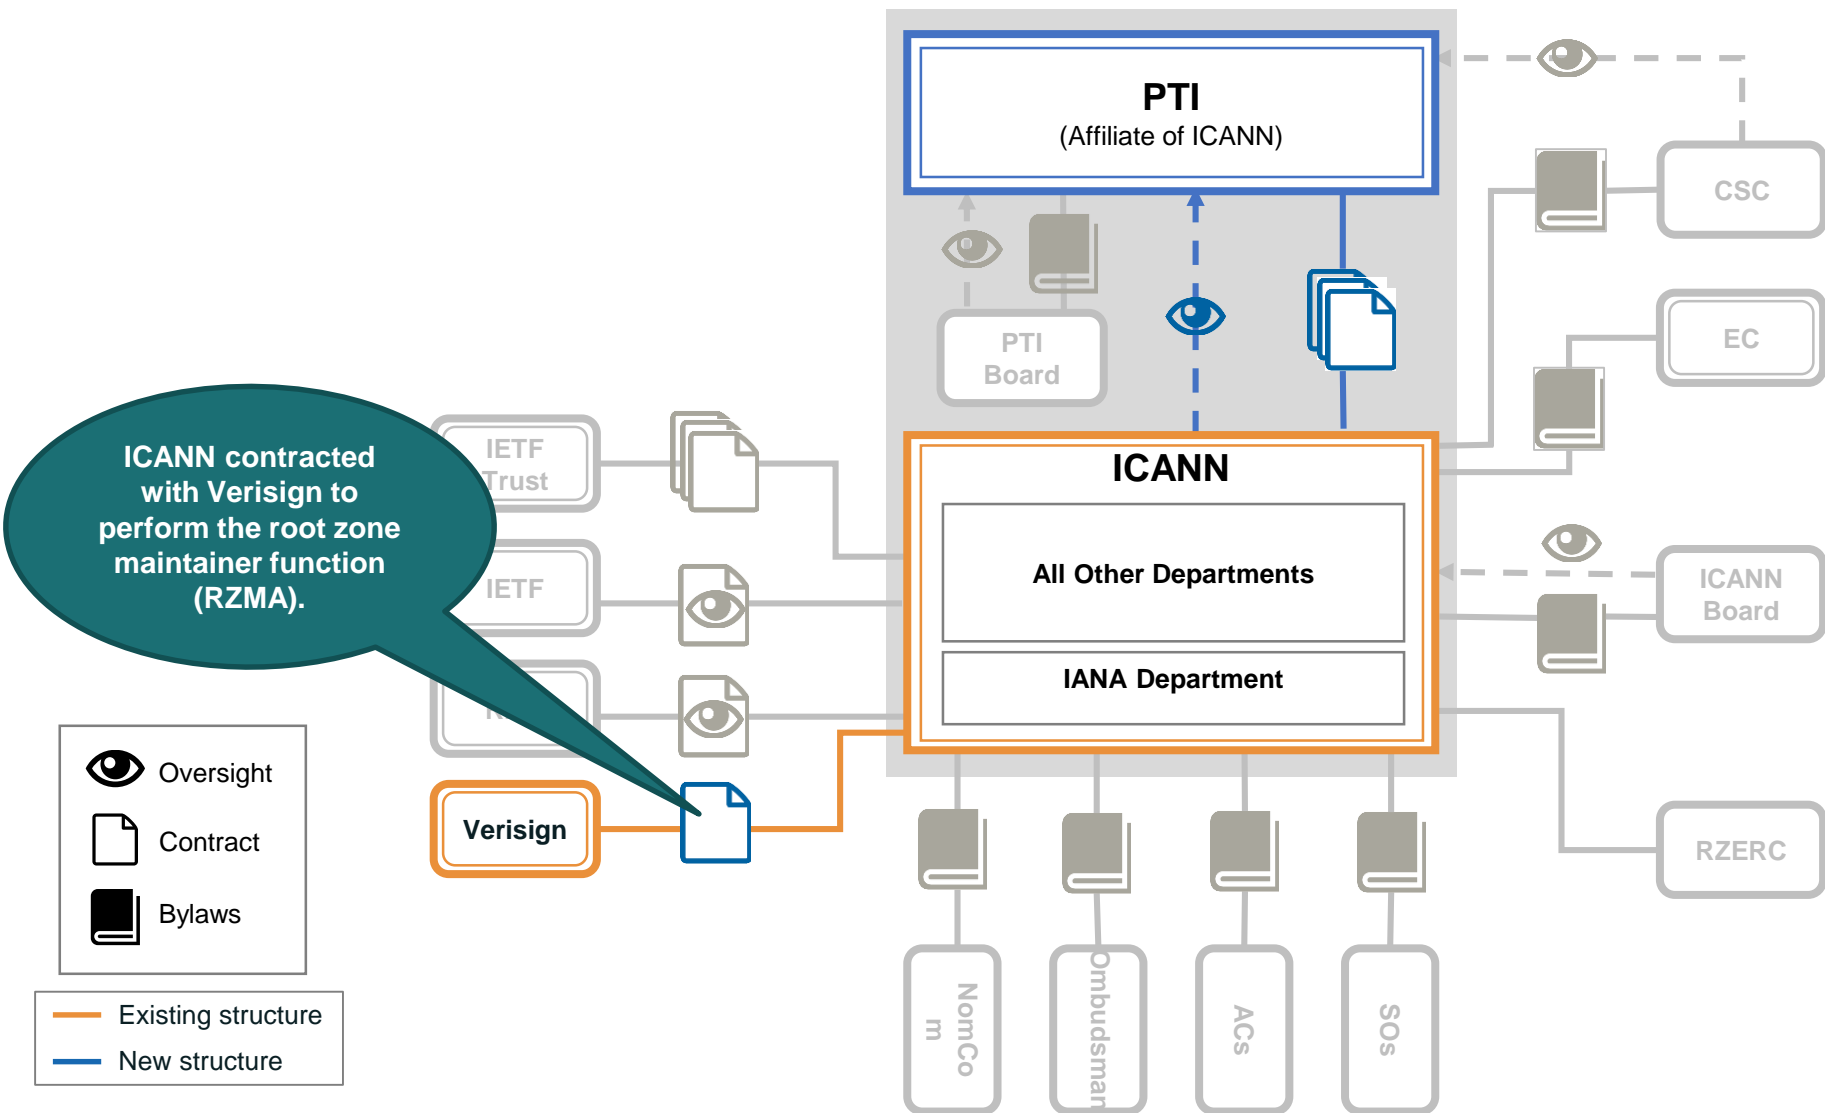 PTI
(Affiliate of ICANN)
CSC
EC
PTI
Board
ICANN contracted
with Verisign to
perform the root zone
maintainer function
(RZMA).
IETF
Trust
ICANN
All Other Departments
IETF
ICANN
Board
IANA Department
Oversight
Contract
Bylaws
Verisign
RZERC
NomCo
m
Ombudsman
ACs
SOs
Existing structure
New structure